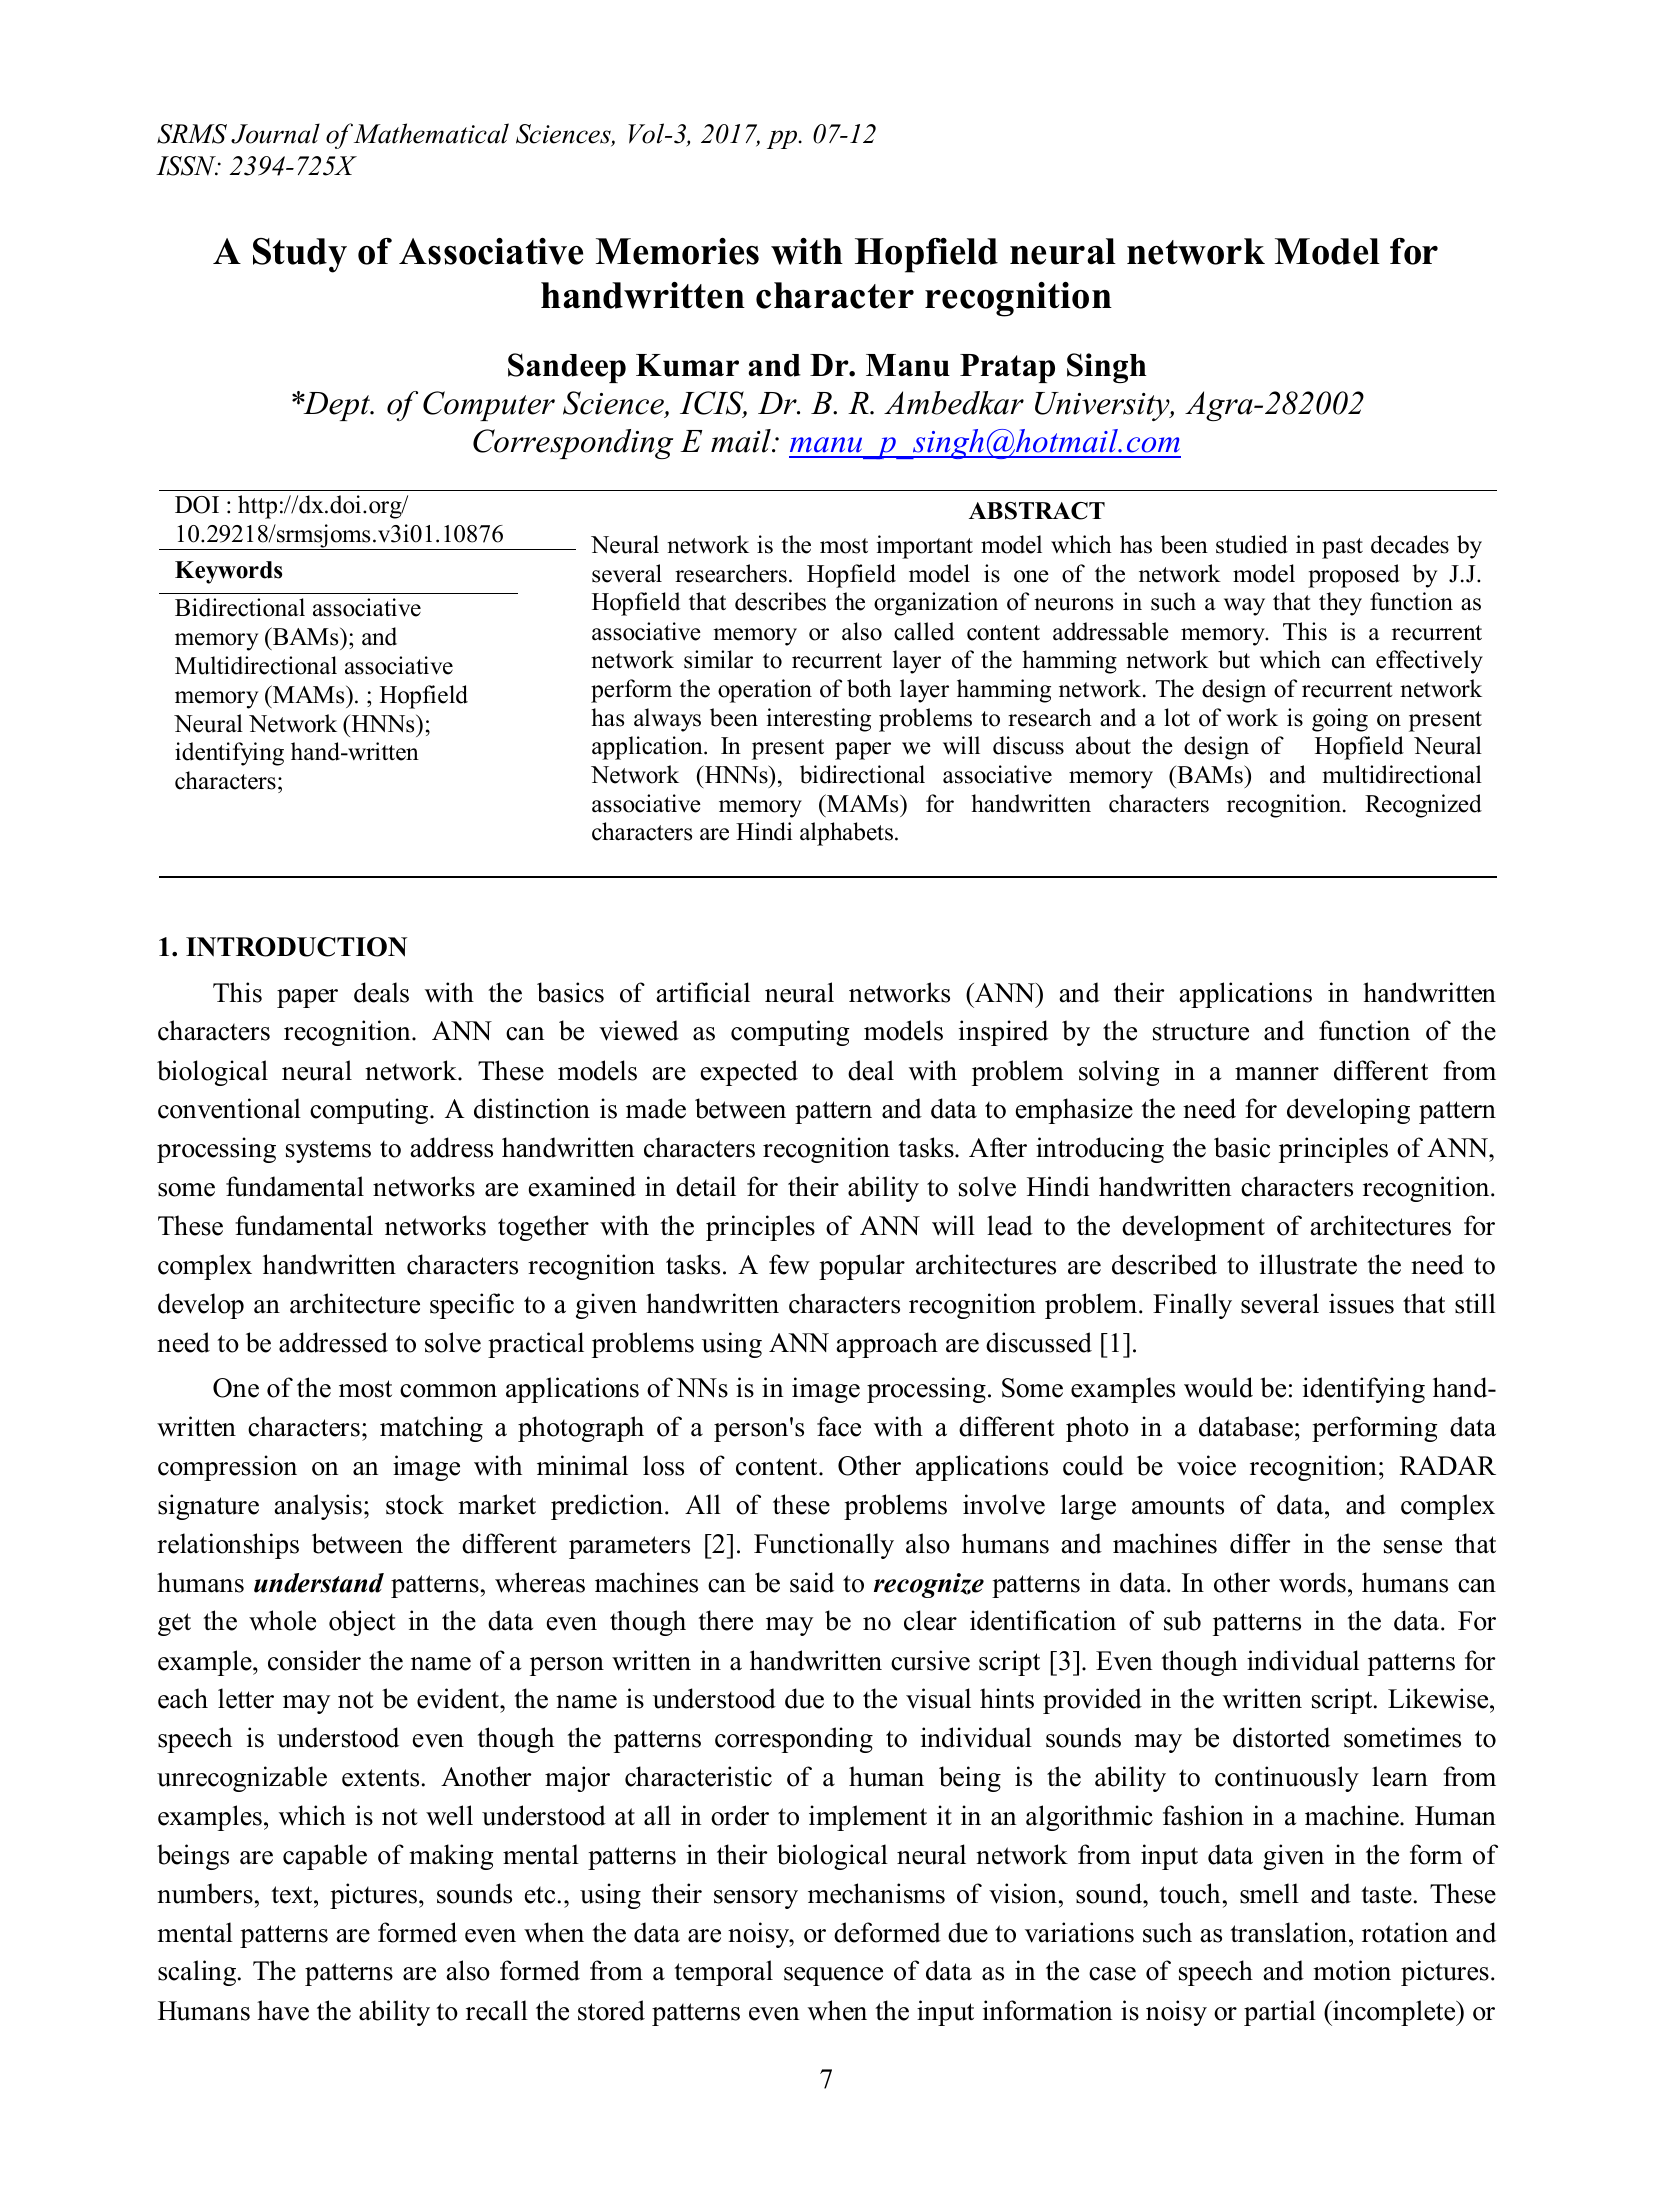 SRMS Journal of Mathematical Sciences, Vol-3, 2017, pp. 07-12
ISSN: 2394-725X
A Study of Associative Memories with Hopfield neural network Model for
handwritten character recognition
Sandeep Kumar and Dr. Manu Pratap Singh
*Dept. of Computer Science, ICIS, Dr. B. R. Ambedkar University, Agra-282002
Corresponding E mail: manu_p_singh@hotmail.com
DOI : http://dx.doi.org/
10.29218/srmsjoms.v3i01.10876
Keywords
Bidirectional associative
memory (BAMs); and
Multidirectional associative
memory (MAMs). ; Hopfield
Neural Network (HNNs);
identifying hand-written
characters;
ABSTRACT
Neural network is the most important model which has been studied in past decades by
several researchers. Hopfield model is one of the network model proposed by J.J.
Hopfield that describes the organization of neurons in such a way that they function as
associative memory or also called content addressable memory. This is a recurrent
network similar to recurrent layer of the hamming network but which can effectively
perform the operation of both layer hamming network. The design of recurrent network
has always been interesting problems to research and a lot of work is going on present
application. In present paper we will discuss about the design of Hopfield Neural
Network (HNNs), bidirectional associative memory (BAMs) and multidirectional
associative memory (MAMs) for handwritten characters recognition. Recognized
characters are Hindi alphabets.
1. INTRODUCTION
This paper deals with the basics of artificial neural networks (ANN) and their applications in handwritten
characters recognition. ANN can be viewed as computing models inspired by the structure and function of the
biological neural network. These models are expected to deal with problem solving in a manner different from
conventional computing. A distinction is made between pattern and data to emphasize the need for developing pattern
processing systems to address handwritten characters recognition tasks. After introducing the basic principles of ANN,
some fundamental networks are examined in detail for their ability to solve Hindi handwritten characters recognition.
These fundamental networks together with the principles of ANN will lead to the development of architectures for
complex handwritten characters recognition tasks. A few popular architectures are described to illustrate the need to
develop an architecture specific to a given handwritten characters recognition problem. Finally several issues that still
need to be addressed to solve practical problems using ANN approach are discussed [1].
One of the most common applications of NNs is in image processing. Some examples would be: identifying hand-
written characters; matching a photograph of a person's face with a different photo in a database; performing data
compression on an image with minimal loss of content. Other applications could be voice recognition; RADAR
signature analysis; stock market prediction. All of these problems involve large amounts of data, and complex
relationships between the different parameters [2]. Functionally also humans and machines differ in the sense that
humans understand patterns, whereas machines can be said to recognize patterns in data. In other words, humans can
get the whole object in the data even though there may be no clear identification of sub patterns in the data. For
example, consider the name of a person written in a handwritten cursive script [3]. Even though individual patterns for
each letter may not be evident, the name is understood due to the visual hints provided in the written script. Likewise,
speech is understood even though the patterns corresponding to individual sounds may be distorted sometimes to
unrecognizable extents. Another major characteristic of a human being is the ability to continuously learn from
examples, which is not well understood at all in order to implement it in an algorithmic fashion in a machine. Human
beings are capable of making mental patterns in their biological neural network from input data given in the form of
numbers, text, pictures, sounds etc., using their sensory mechanisms of vision, sound, touch, smell and taste. These
mental patterns are formed even when the data are noisy, or deformed due to variations such as translation, rotation and
scaling. The patterns are also formed from a temporal sequence of data as in the case of speech and motion pictures.
Humans have the ability to recall the stored patterns even when the input information is noisy or partial (incomplete) or
7